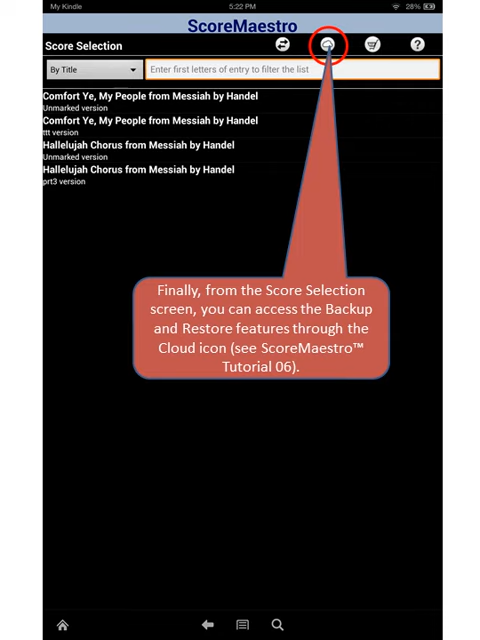 My Kindle 5:22 PM 28%
ScoreMaestro
Score Selection ?
By Title Enter first letters of entry to filter the list
Comfort Ye, My People from Messiah by Handel
Unmarked version
Comfort Ye, My People from Messiah by Handel
ttt version
Hallelujah Chorus from Messiah by Handel
Unmarked version
Hallelujah Chorus from Messiah by Handel
prt3 version
Finally, from the Score Selection
screen, you can access the Backup
and Restore features through the
Cloud icon (see ScoreMaestro™
Tutorial 06).